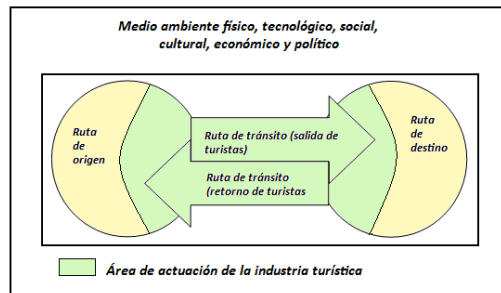 Medio ambiente físico, tecnológico, social,
cultural, económico y político
Ruta
de
origen
Ruta de tránsito (salida de
turistas)
Ruta de tránsito
(retorno de turistas
Ruta
de
destino
Área de actuación de la industria turística